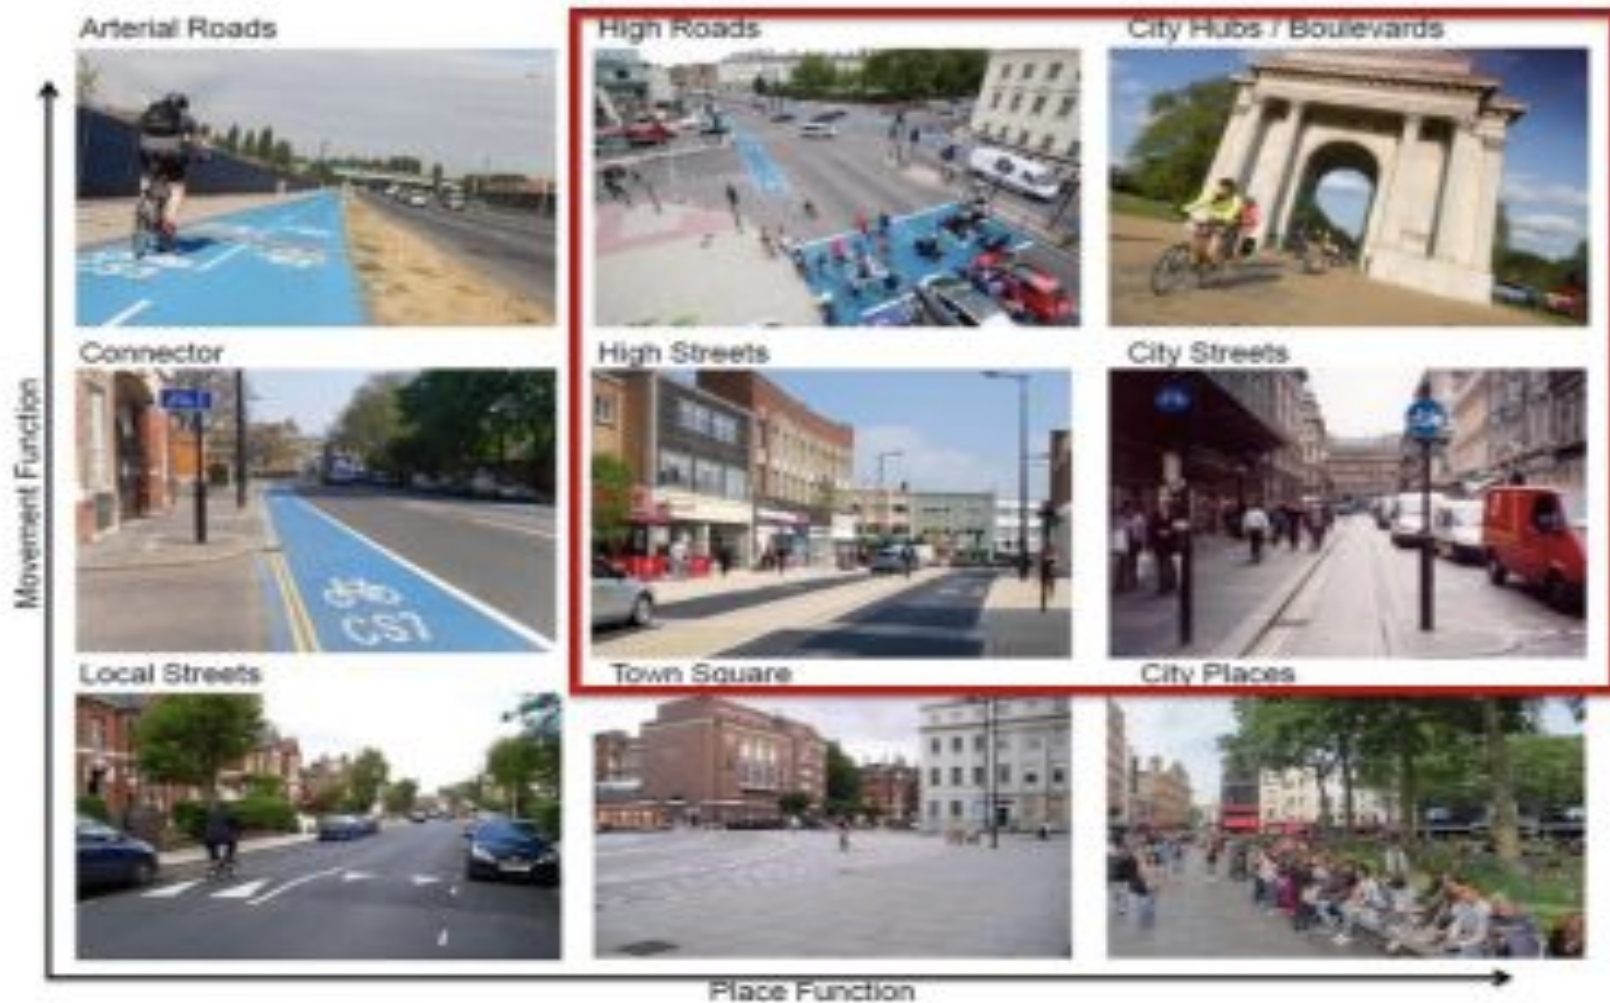 Arterial Roads
High Roads
City Hubs / Boulevards
Connector
High Streets
City Streets
CS7
Local Streets
Town Square
City Places
Movement Function
Place Function